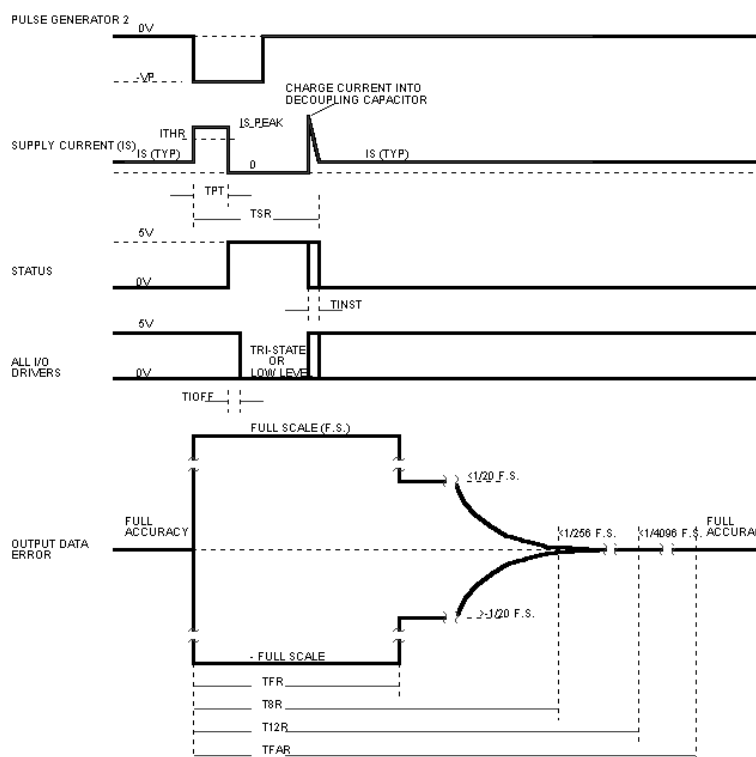 PULSE GENERATOR 2
0V
-VP
CHARGE CURRENT INTO
DECOUPLING CAPACITOR
IS PEAK
ITHR
SUPPLY CURRENT (IS)
IS (TYP)
0
IS (TYP)
TPT
TSR
5V
STATUS
0V
TINST
5V
TRI-STATE
OR
LOW LEVEL
ALL I/O
DRIVERS
0V
TIOFF
FULL SCALE (F.S.)
<1/20 F.S.
FULL
ACCURACY
<1/256 F.S.
<1/4096 F.S.
FULL
ACCURAC
OUTPUT DATA
ERROR
>-1/20 F.S.
- FULL SCALE
TFR
T8R
T12R
TFAR